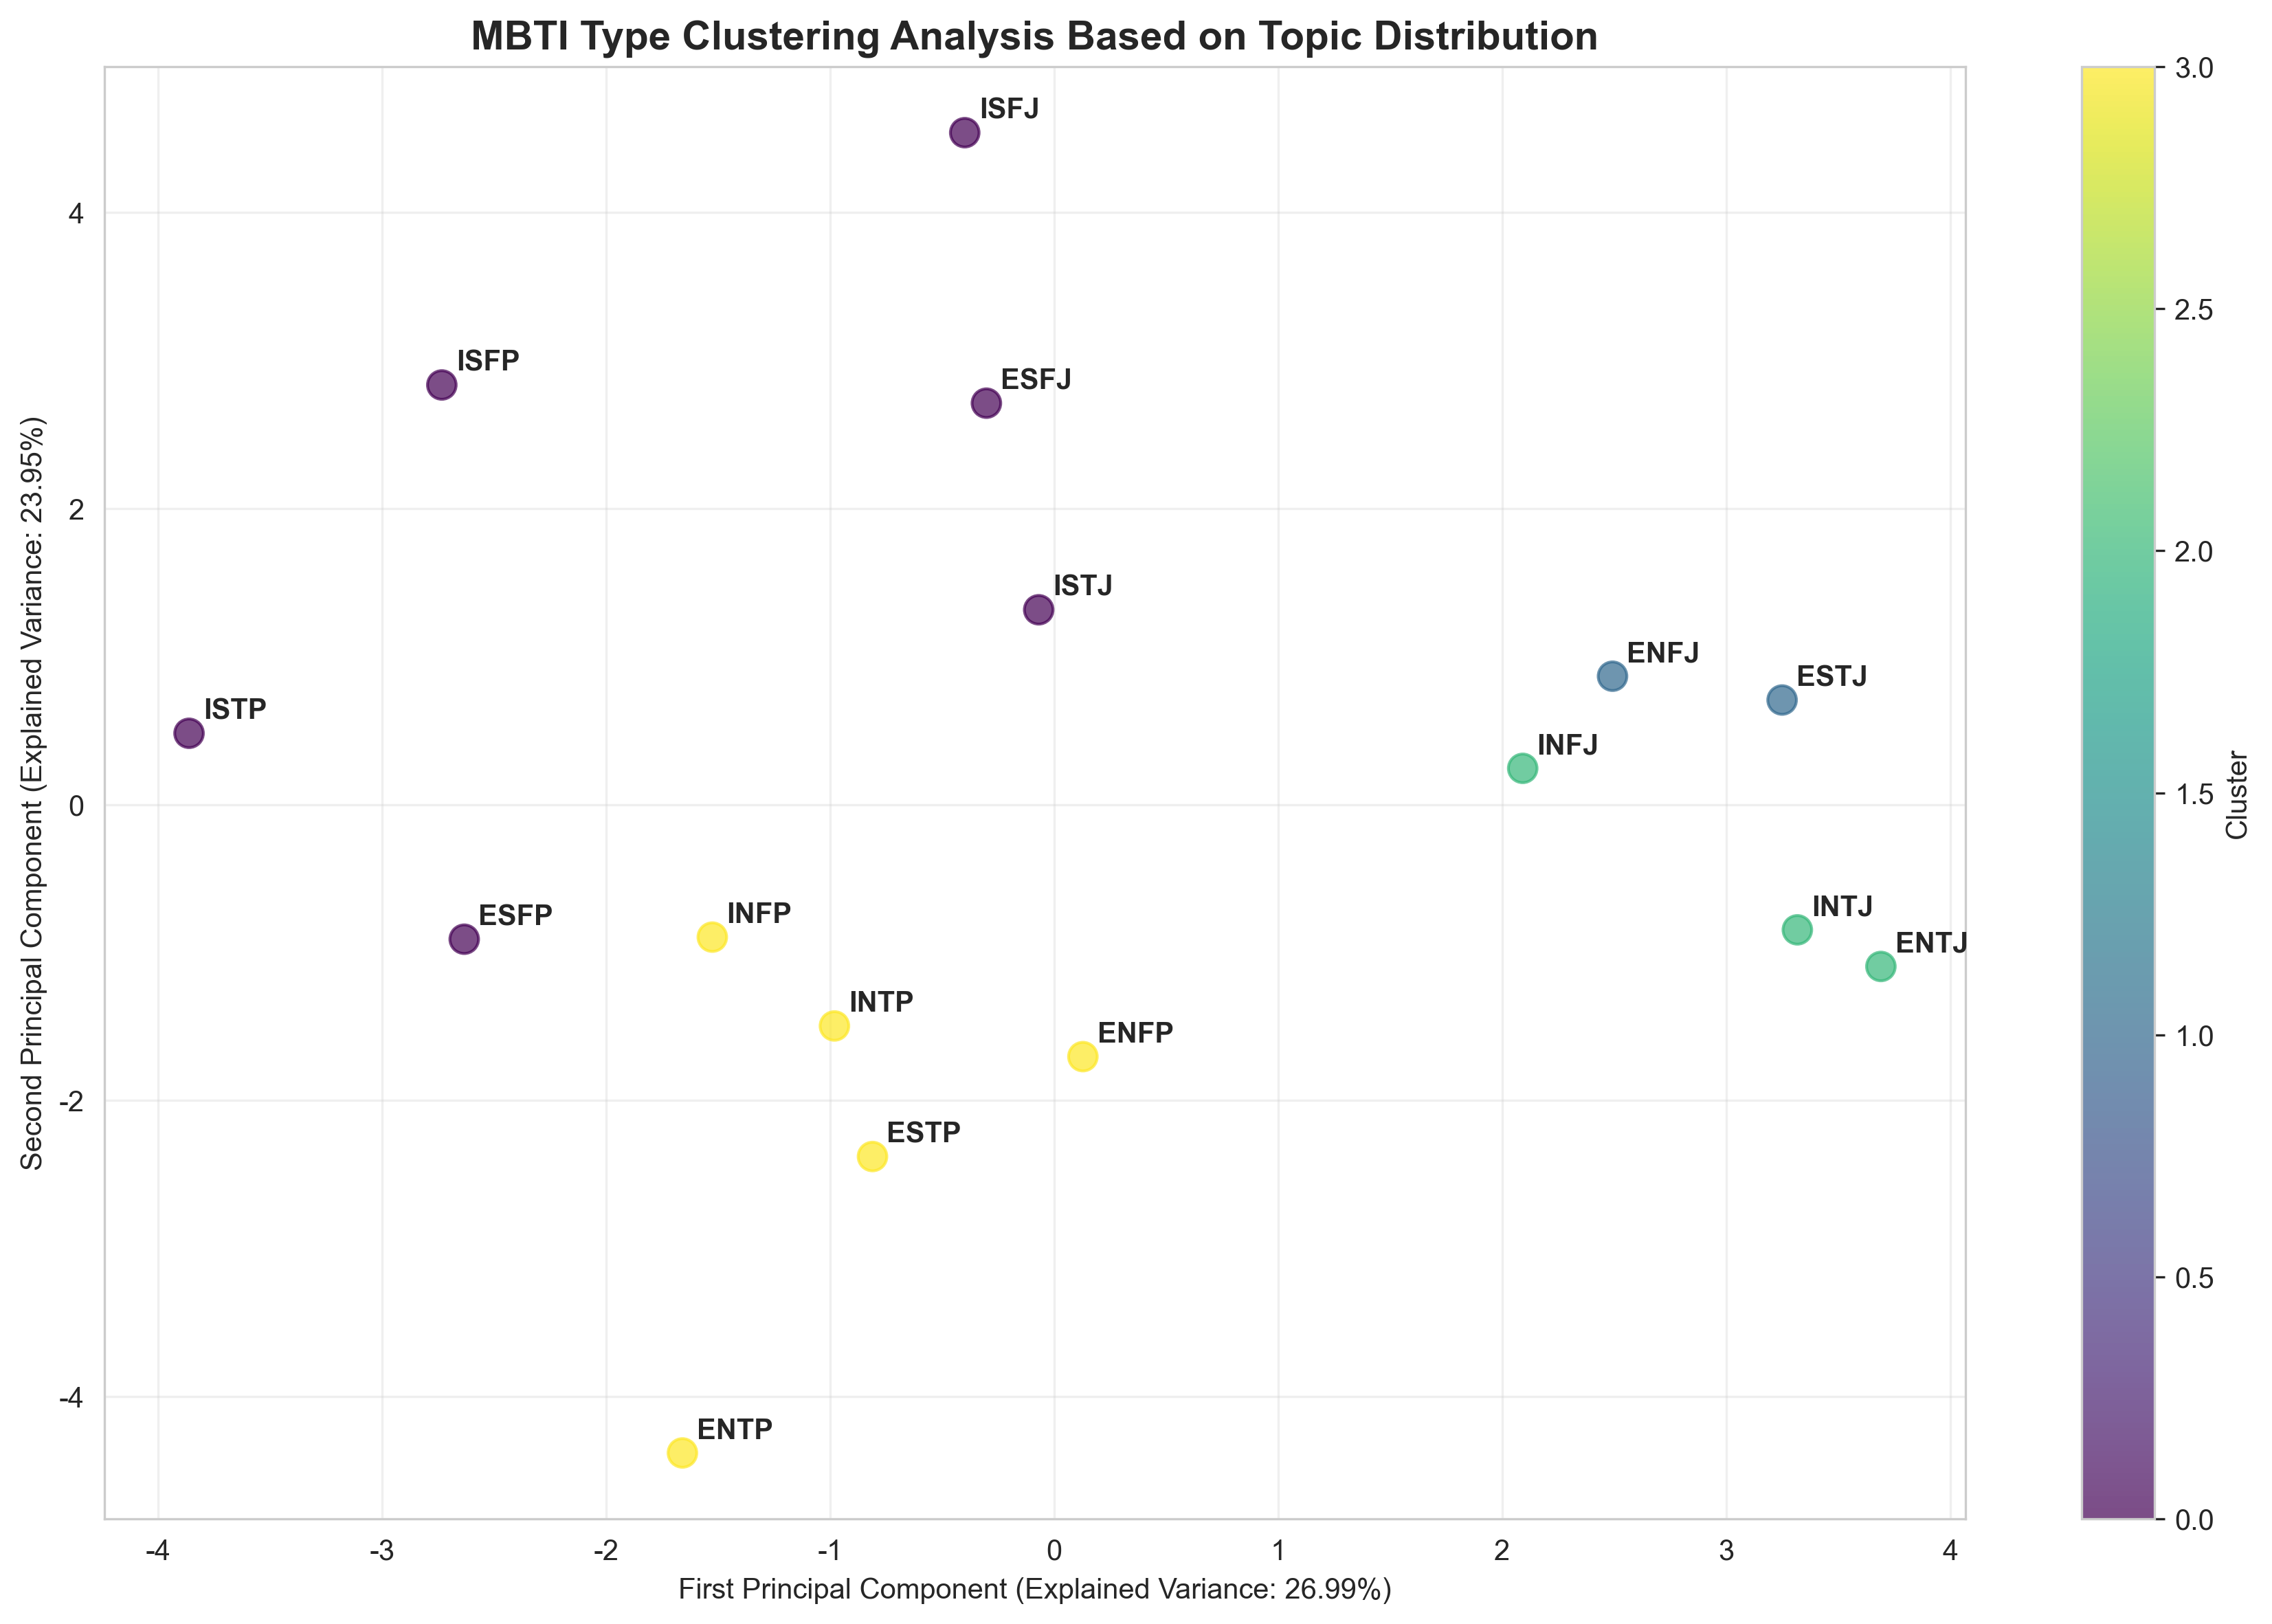 MBTI Type Clustering Analysis Based on Topic Distribution
Second Principal Component (Explained Variance: 23.95%)
4
2
0
-2
-4
ISFJ
ISFP
ESFJ
ISTJ
ENFJ
ESTJ
ISTP
INFJ
ESFP
INFP
INTJ
ENTJ
INTP
ENFP
ESTP
ENTP
-4
-3
-2
-1
0
1
2
3
4
First Principal Component (Explained Variance: 26.99%)
3.0
2.5
2.0
1.5
1.0
0.5
0.0
Cluster